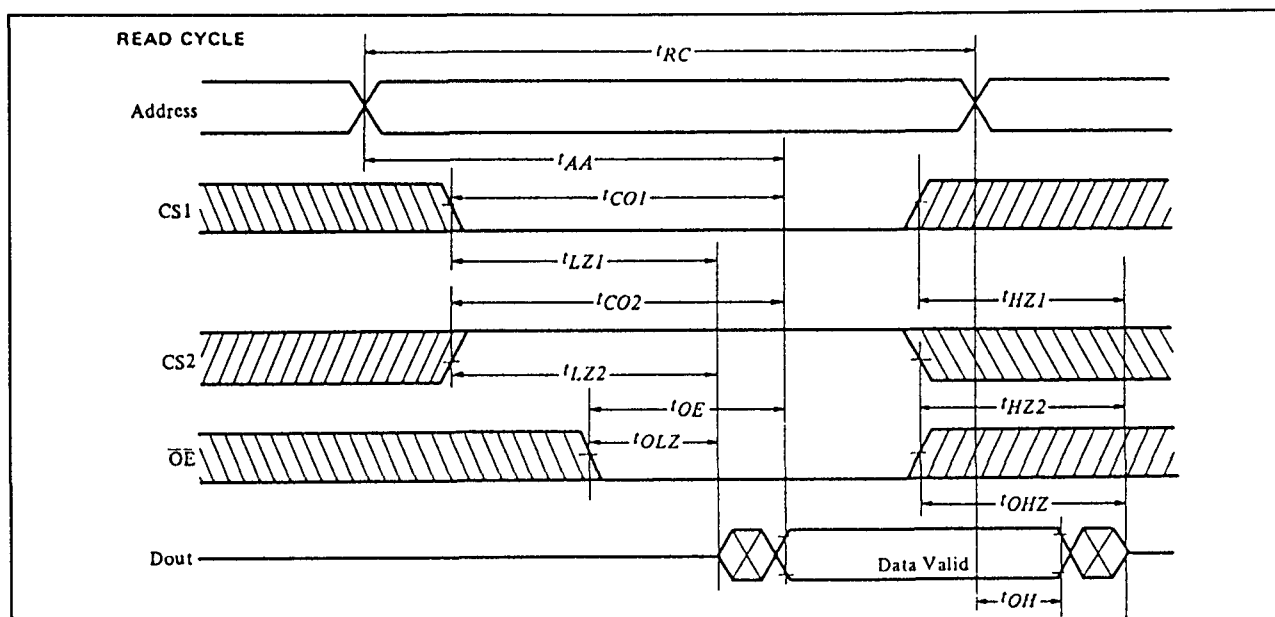 READ CYCLE
tRC
Address
tAA
CS1
tCO1
tLZ1
tCO2
tHZ1
CS2
tLZ2
tOE
tHZ2
tOLZ
OE
tOHZ
Dout
Data Valid
tOH